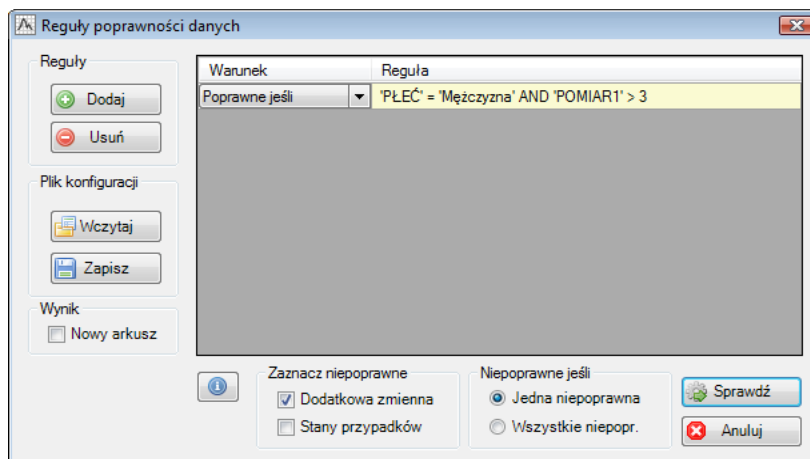 Reguły poprawności danych
Reguły
Dodaj
Usuń
Plik konfiguracji
Wczytaj
Zapisz
Wynik
Nowy arkusz
Warunek Reguła
Poprawne jeśli 'PŁEĆ' = 'Mężczyzna' AND 'POMIAR1' > 3
Zaznacz niepoprawne
Dodatkowa zmienna
Stany przypadków
Niepoprawne jeśli
Jedna niepoprawna
Wszystkie niepopr.
Sprawdź
Anuluj